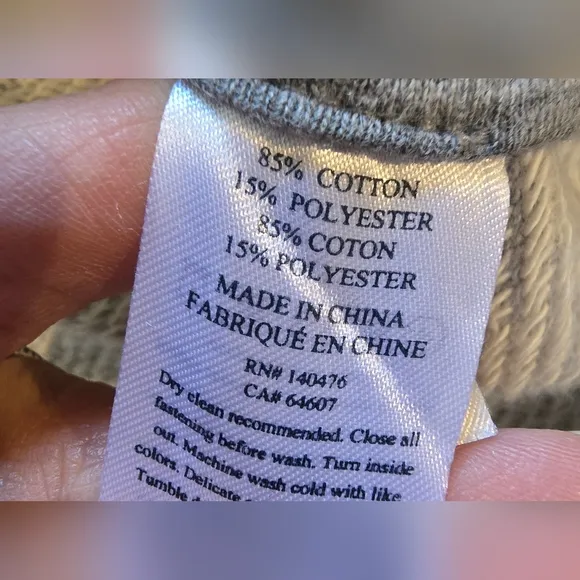 85% COTTON
15% POLYESTER
85% COTON
15% POLYESTER
MADE IN CHINA
FABRIQUÉ EN CHINE
RN# 140476
CA# 64607
Dry clean recommended. Close all
fastening before wash. Turn inside
out. Machine wash cold with like
colors. Delicate
Tumble